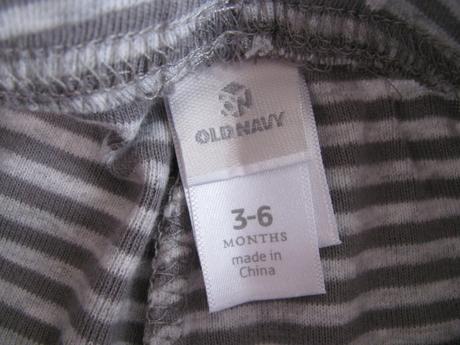 OLD NAVY
3-6
MONTHS
made in
China